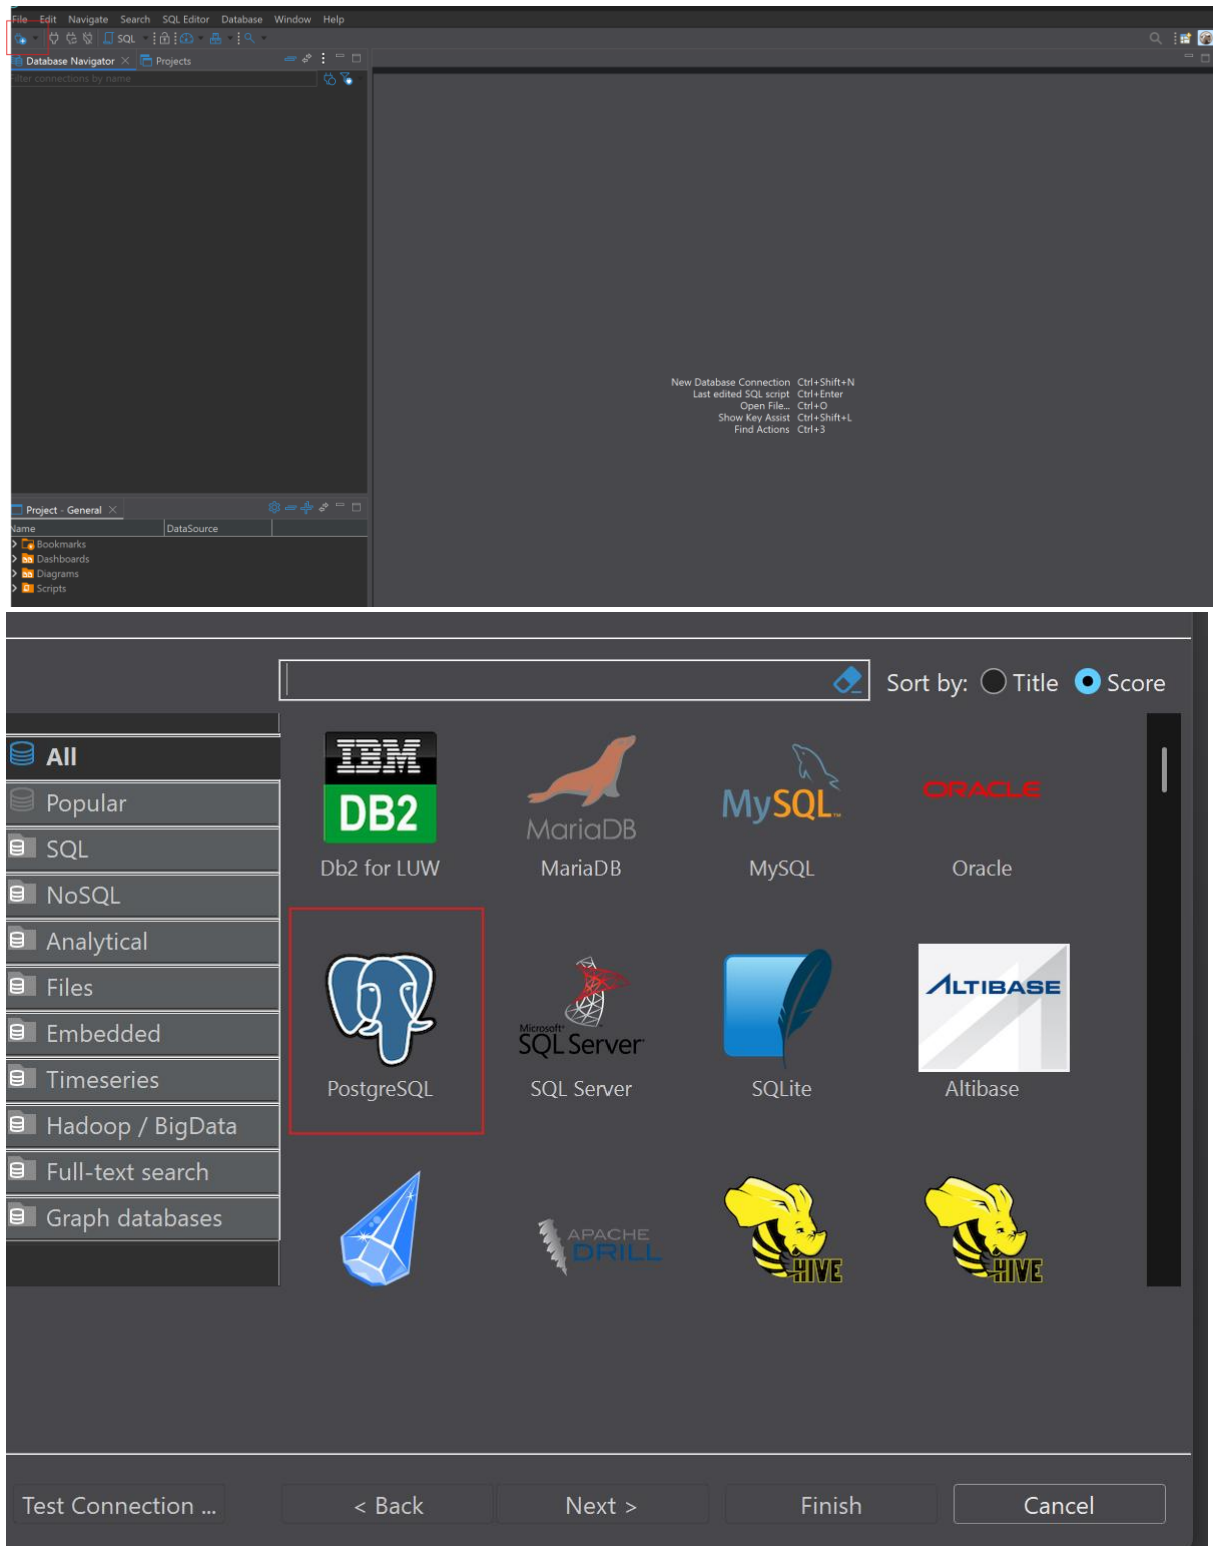 File Edit Navigate Search SQL Editor Database Window Help
SQL
Database Navigator Projects
Filter connections by name
New Database Connection Ctrl+Shift+N
Last edited SQL script Ctrl+Enter
Open File... Ctrl+O
Show Key Assist Ctrl+Shift+L
Find Actions Ctrl+3
Project - General
Name DataSource
Bookmarks
Dashboards
Diagrams
Scripts
Sort by: Title Score
All
Popular
SQL
NoSQL
Analytical
Files
Embedded
Timeseries
Hadoop / BigData
Full-text search
Graph databases
IBM
DB2
MariaDB
MySQL
ORACLE
Db2 for LUW MariaDB MySQL Oracle
Microsoft
SQL Server
ALTIBASE
PostgreSQL SQL Server SQLite Altibase
APACHE
DRILL
HIVE HIVE
Test Connection ... < Back Next > Finish Cancel